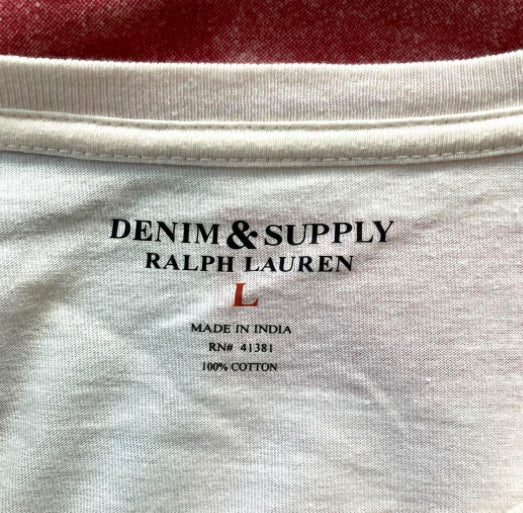 DENIM & SUPPLY
RALPH LAUREN
L
MADE IN INDIA
RN# 41381
100% COTTON